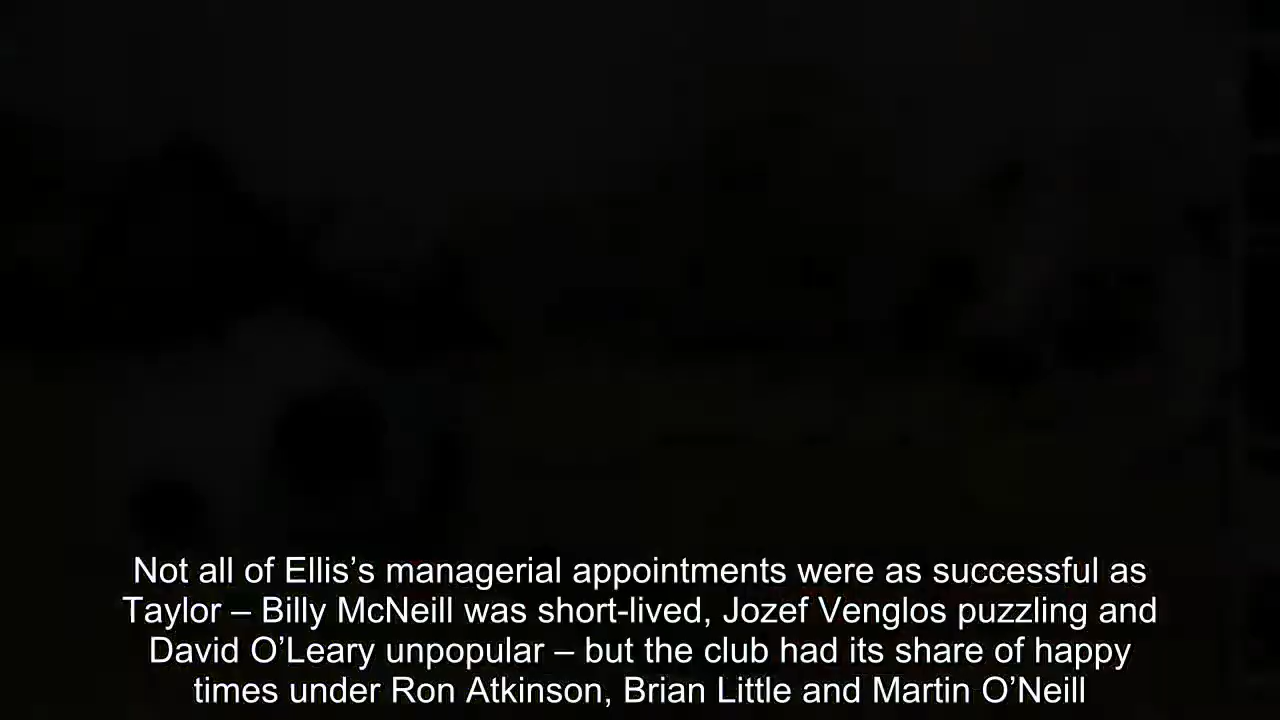 Not all of Ellis’s managerial appointments were as successful as
Taylor – Billy McNeill was short-lived, Jozef Venglos puzzling and
David O’Leary unpopular – but the club had its share of happy
times under Ron Atkinson, Brian Little and Martin O’Neill